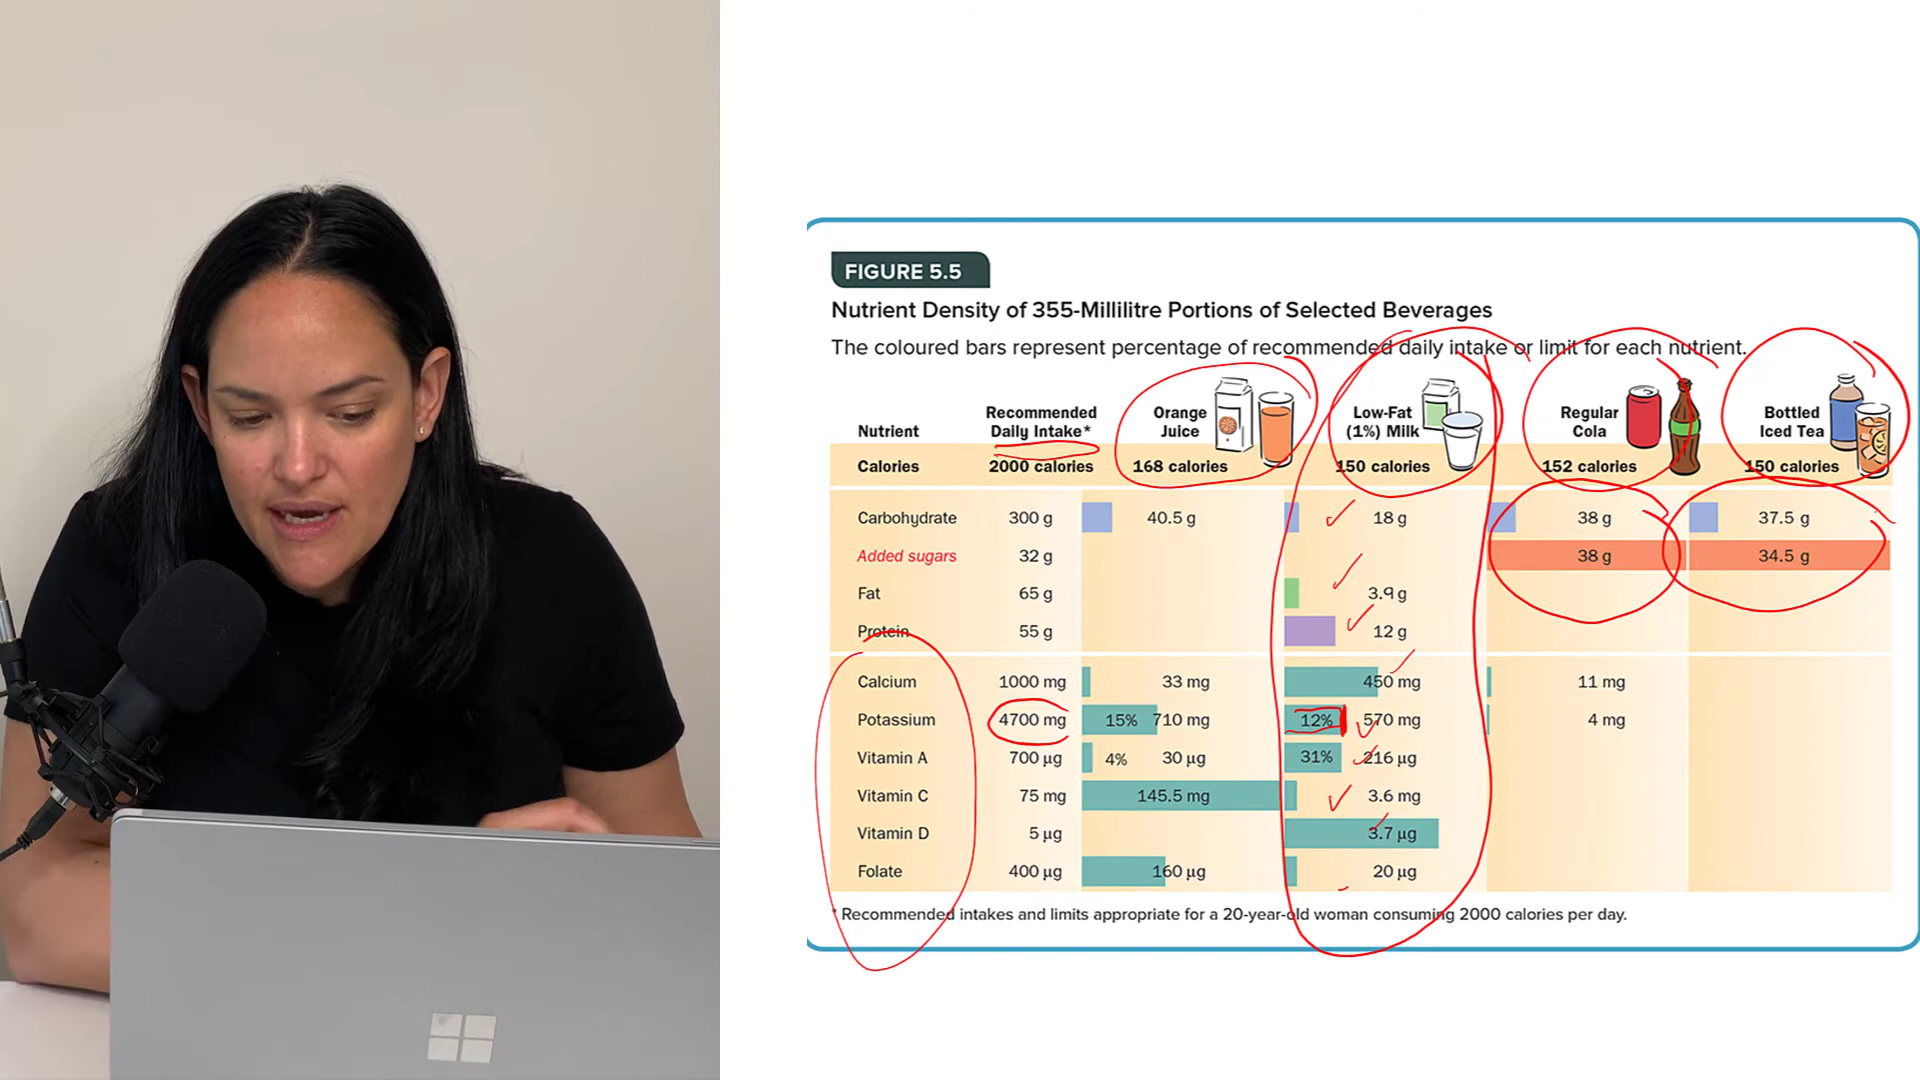 FIGURE 5.5
Nutrient Density of 355-Millilitre Portions of Selected Beverages
The coloured bars represent percentage of recommended daily intake or limit for each nutrient.
Nutrient Recommended Daily Intake* Orange Juice Low-Fat (1%) Milk Regular Cola Bottled Iced Tea
Calories 2000 calories 168 calories 150 calories 152 calories 150 calories
Carbohydrate 300 g 40.5 g 18 g 38 g 37.5 g
Added sugars 32 g 38 g 34.5 g
Fat 65 g 3.9 g
Protein 55 g 12 g
Calcium 1000 mg 33 mg 450 mg 11 mg
Potassium 4700 mg 15% 710 mg 12% 570 mg 4 mg
Vitamin A 700 µg 4% 30 µg 31% 216 µg
Vitamin C 75 mg 145.5 mg 3.6 mg
Vitamin D 5 µg 3.7 µg
Folate 400 µg 160 µg 20 µg
* Recommended intakes and limits appropriate for a 20-year-old woman consuming 2000 calories per day.